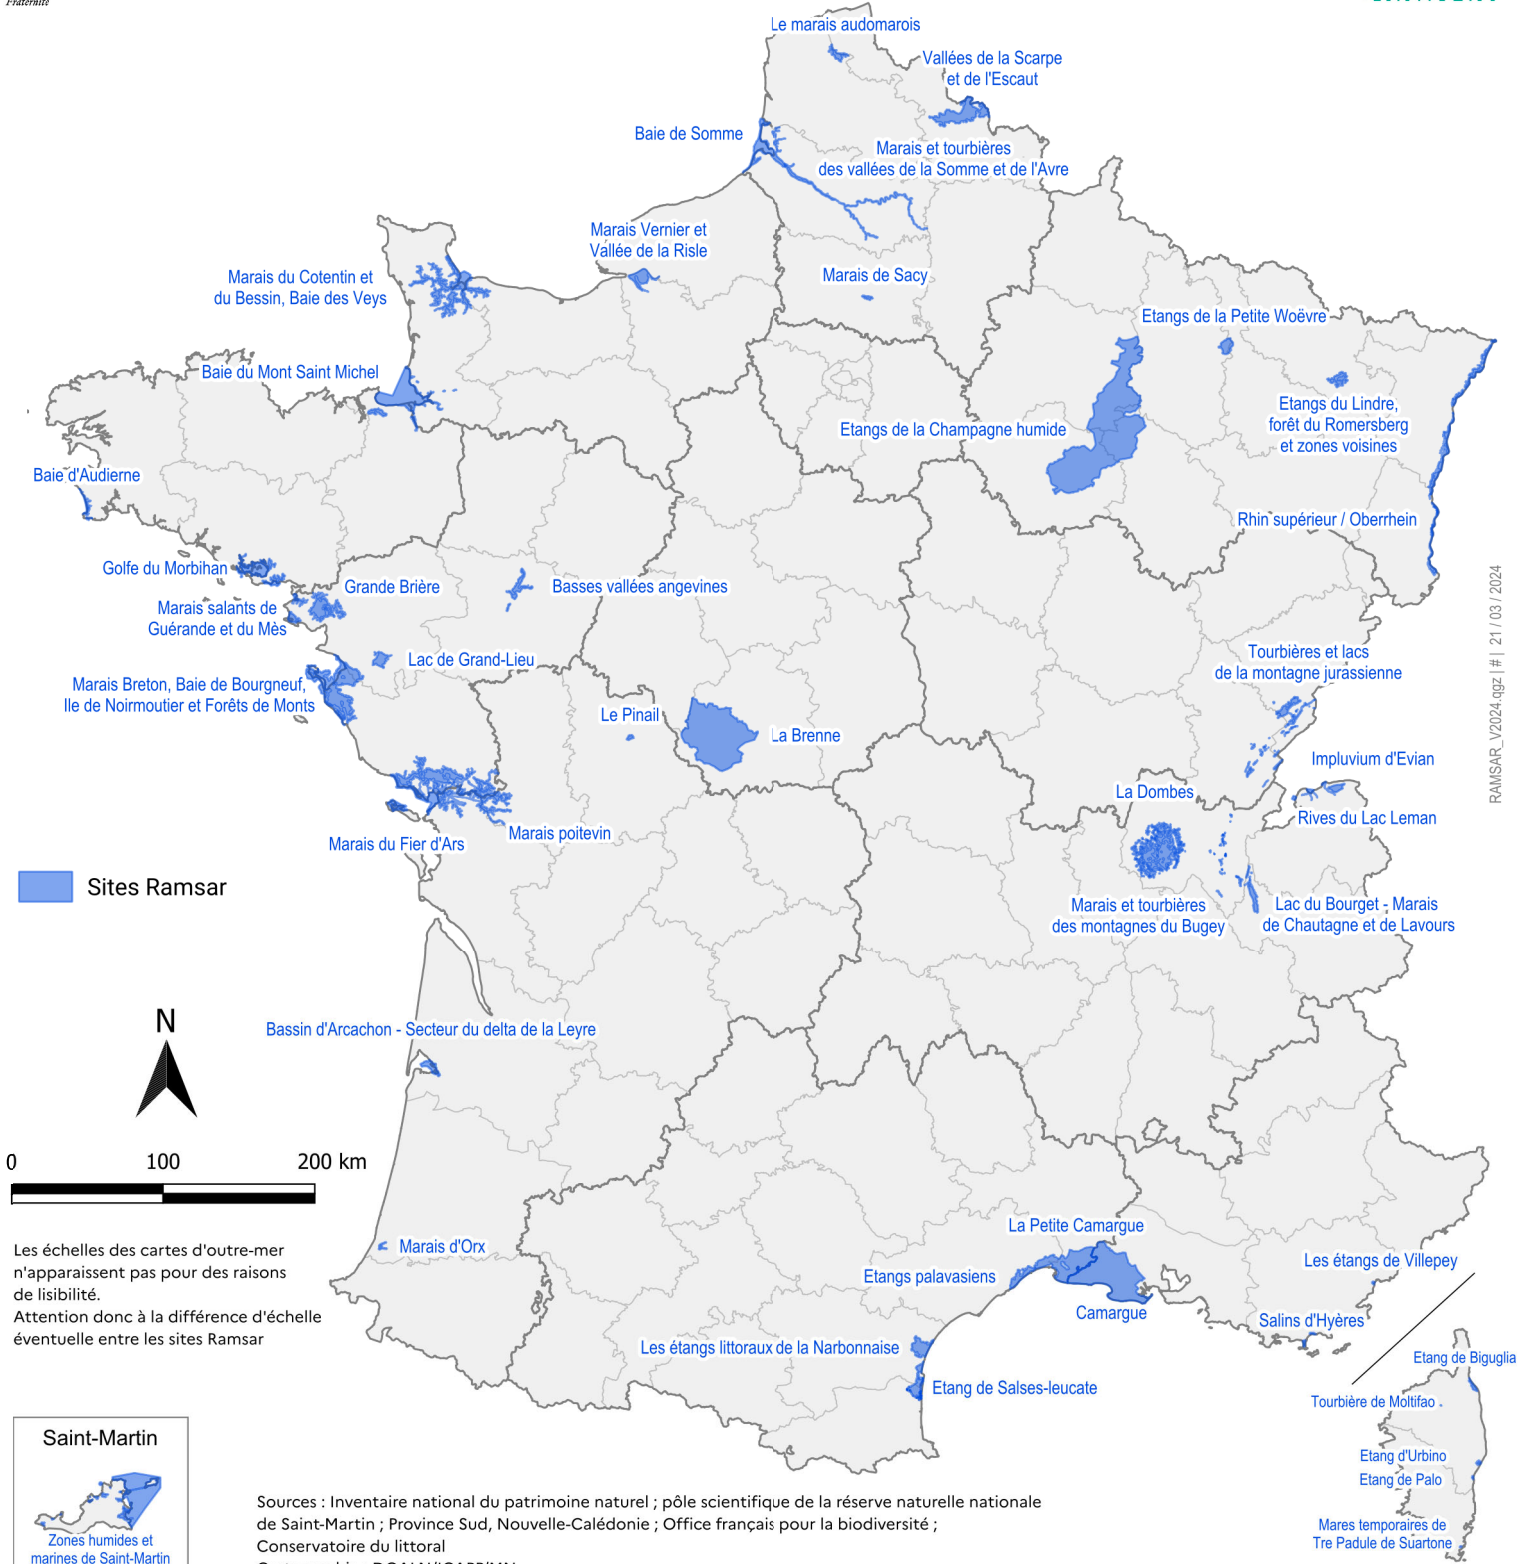 Fraternité
Le marais audomarois
Vallées de la Scarpe
et de l'Escaut
Baie de Somme
Marais et tourbières
des vallées de la Somme et de l'Avre
Marais Vernier et
Vallée de la Risle
Marais du Cotentin et
du Bessin, Baie des Veys
Marais de Sacy
Etangs de la Petite Woëvre
Baie du Mont Saint Michel
Etangs du Lindre,
forêt du Romersberg
et zones voisines
Etangs de la Champagne humide
Baie d'Audierne
Rhin supérieur / Oberrhein
Golfe du Morbihan
Grande Brière
Basses vallées angevines
Marais salants de
Guérande et du Mès
Lac de Grand-Lieu
Tourbières et lacs
de la montagne jurassienne
Marais Breton, Baie de Bourgneuf,
Ile de Noirmoutier et Forêts de Monts
Le Pinail
La Brenne
Impluvium d'Evian
La Dombes
Rives du Lac Leman
Marais poitevin
Marais du Fier d'Ars
Sites Ramsar
Marais et tourbières
des montagnes du Bugey
Lac du Bourget - Marais
de Chautagne et de Lavours
RAMSAR_V2024.qgz | # | 21 / 03 / 2024
N
Bassin d'Arcachon - Secteur du delta de la Leyre
0 100 200 km
Les échelles des cartes d'outre-mer
n'apparaissent pas pour des raisons
de lisibilité.
Attention donc à la différence d'échelle
éventuelle entre les sites Ramsar
Marais d'Orx
La Petite Camargue
Etangs palavasiens
Camargue
Les étangs de Villepey
Salins d'Hyères
Les étangs littoraux de la Narbonnaise
Etang de Salses-leucate
Etang de Biguglia
Tourbière de Moltifao
Etang d'Urbino
Etang de Palo
Mares temporaires de
Tre Padule de Suartone
Saint-Martin
Zones humides et
marines de Saint-Martin
Sources : Inventaire national du patrimoine naturel ; pôle scientifique de la réserve naturelle nationale
de Saint-Martin ; Province Sud, Nouvelle-Calédonie ; Office français pour la biodiversité ;
Conservatoire du littoral